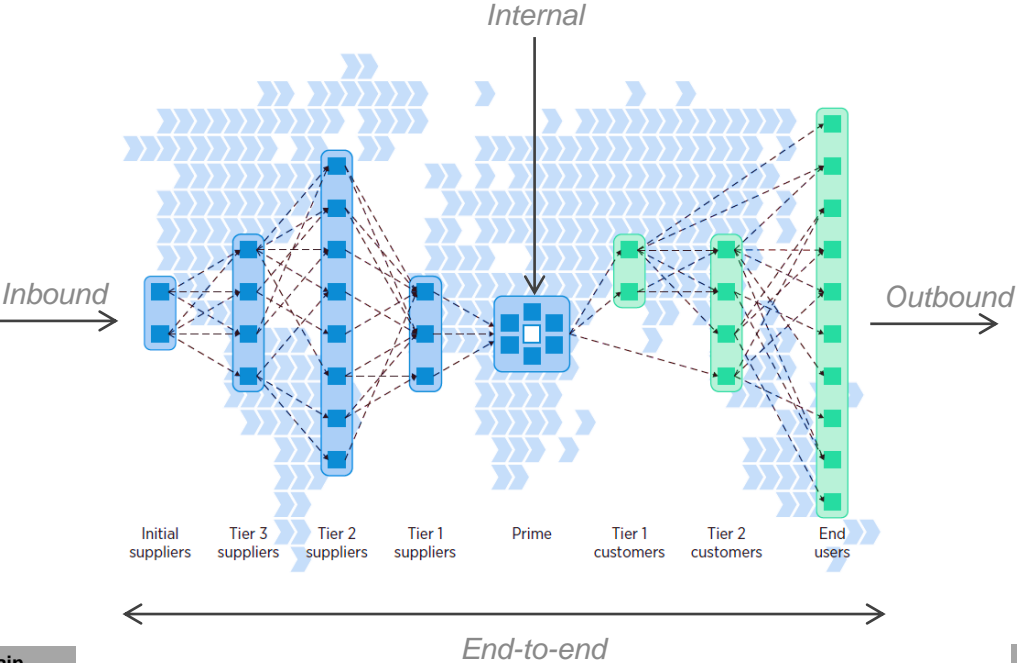 Internal
Inbound
Outbound
Initial
suppliers
Tier 3
suppliers
Tier 2
suppliers
Tier 1
suppliers
Prime
Tier 1
customers
Tier 2
customers
End
users
End-to-end